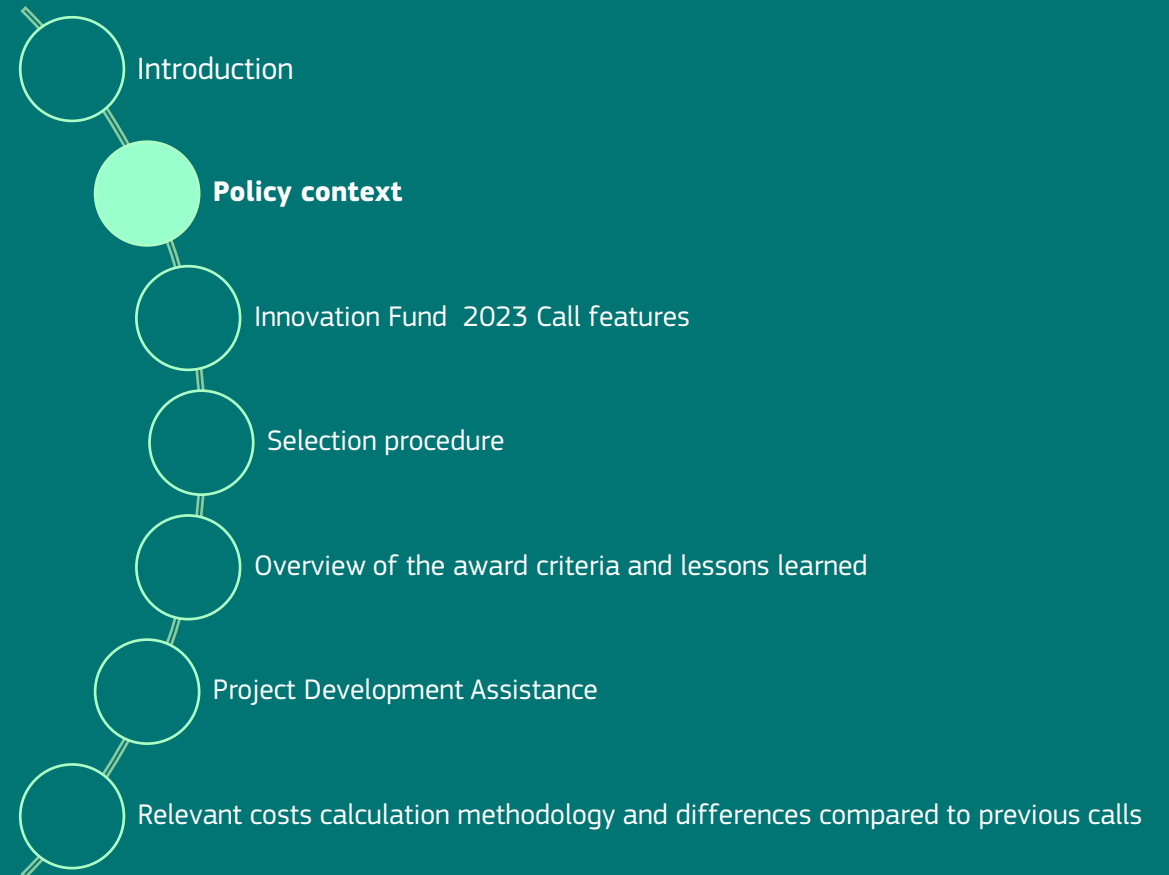 Introduction
Policy context
Innovation Fund  2023 Call features
Selection procedure
Overview of the award criteria and lessons learned
Project Development Assistance
Relevant costs calculation methodology and differences compared to previous calls